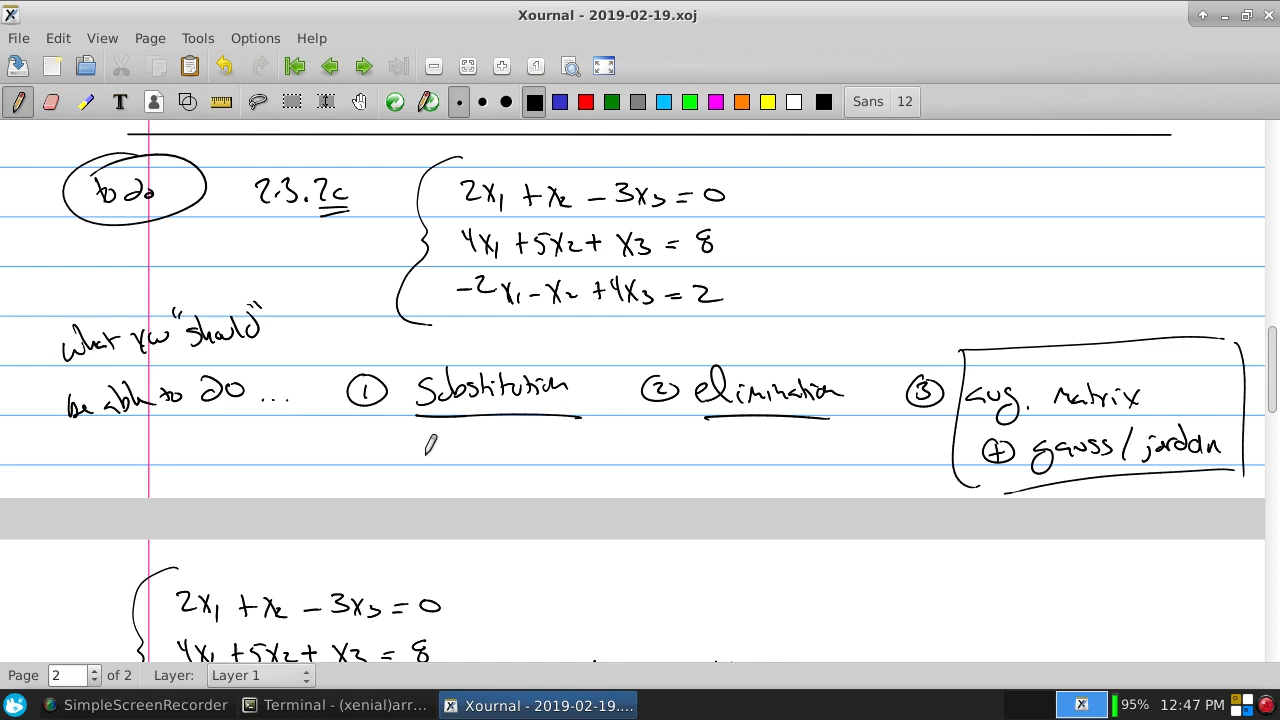 Xournal - 2019-02-19.xoj
File Edit View Page Tools Options Help
T Sans 12
to do 2.3.2c
2x₁ + x₂ - 3x₃ = 0
4x₁ + 5x₂ + x₃ = 8
-2x₁ - x₂ + 4x₃ = 2
what you "should"
be able to do ...
① Substitution ② elimination ③ aug. matrix
⊕ gauss / jordan
2x₁ + x₂ - 3x₃ = 0
4x₁ + 5x₂ + x₃ = 8
Page 2 of 2 Layer: Layer 1
SimpleScreenRecorder Terminal - (xenial)arr... Xournal - 2019-02-19.... 95% 12:47 PM, Tue Feb 19